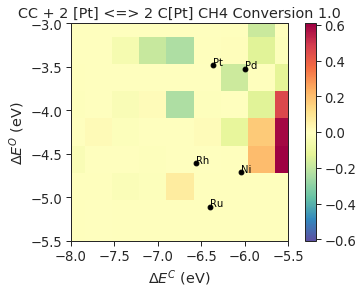 CC + 2 [Pt] <=> 2 C[Pt] CH4 Conversion 1.0
−3.0
−3.5
−4.0
−4.5
−5.0
−5.5
ΔE^O (eV)
Pt
Pd
Rh
Ni
Ru
−8.0 −7.5 −7.0 −6.5 −6.0 −5.5
ΔE^C (eV)
0.6
0.4
0.2
0.0
−0.2
−0.4
−0.6